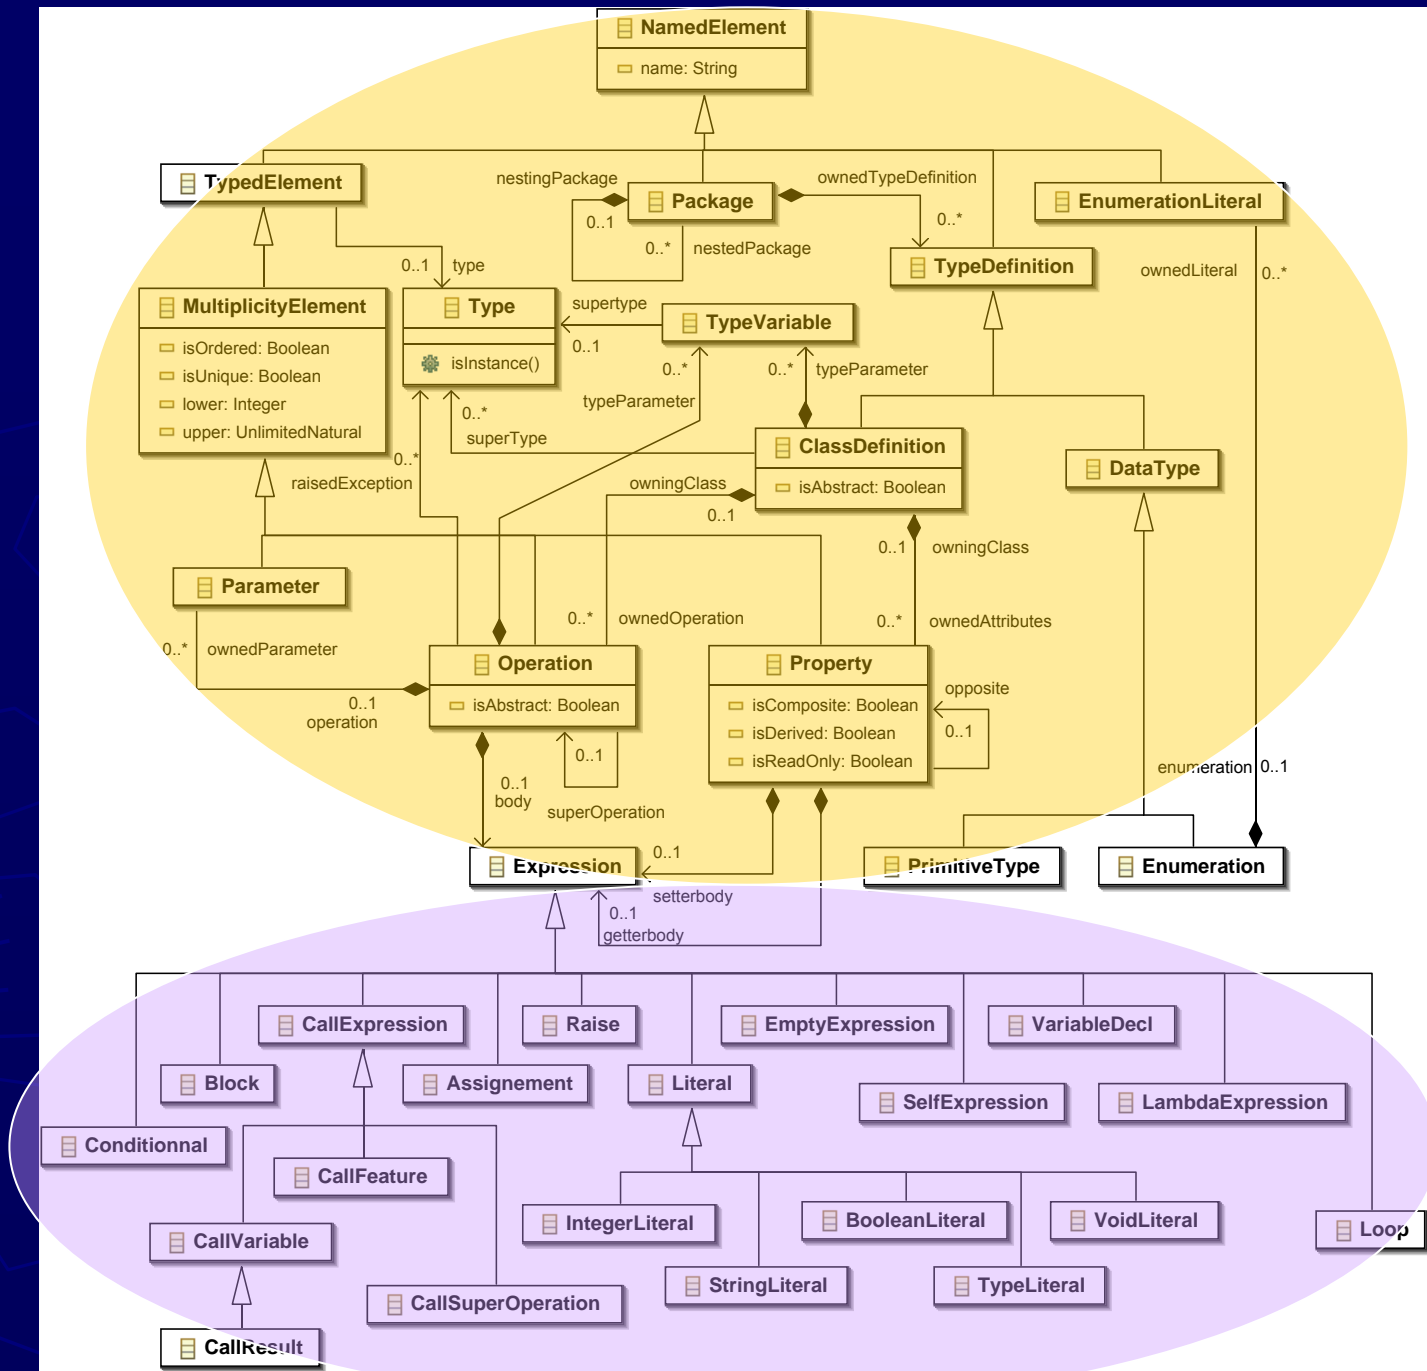 NamedElement
name: String
TypedElement
nestingPackage
0..1
Package
0..*
nestedPackage
ownedTypeDefinition
0..*
EnumerationLiteral
TypeDefinition
ownedLiteral
0..*
0..1
type
MultiplicityElement
isOrdered: Boolean
isUnique: Boolean
lower: Integer
upper: UnlimitedNatural
Type
isInstance()
supertype
0..1
TypeVariable
0..*
typeParameter
0..*
typeParameter
0..*
superType
0..*
raisedException
ClassDefinition
isAbstract: Boolean
owningClass
0..1
DataType
0..1
owningClass
Parameter
0..*
ownedParameter
0..*
ownedOperation
0..*
ownedAttributes
Operation
isAbstract: Boolean
0..1
operation
Property
isComposite: Boolean
isDerived: Boolean
isReadOnly: Boolean
opposite
0..1
0..1
superOperation
0..1
body
enumeration
0..1
Expression
0..1
setterbody
PrimitiveType
Enumeration
0..1
getterbody
CallExpression
Raise
EmptyExpression
VariableDecl
Block
Assignement
Literal
SelfExpression
LambdaExpression
Conditionnal
CallFeature
IntegerLiteral
BooleanLiteral
VoidLiteral
Loop
CallVariable
StringLiteral
TypeLiteral
CallSuperOperation
CallResult